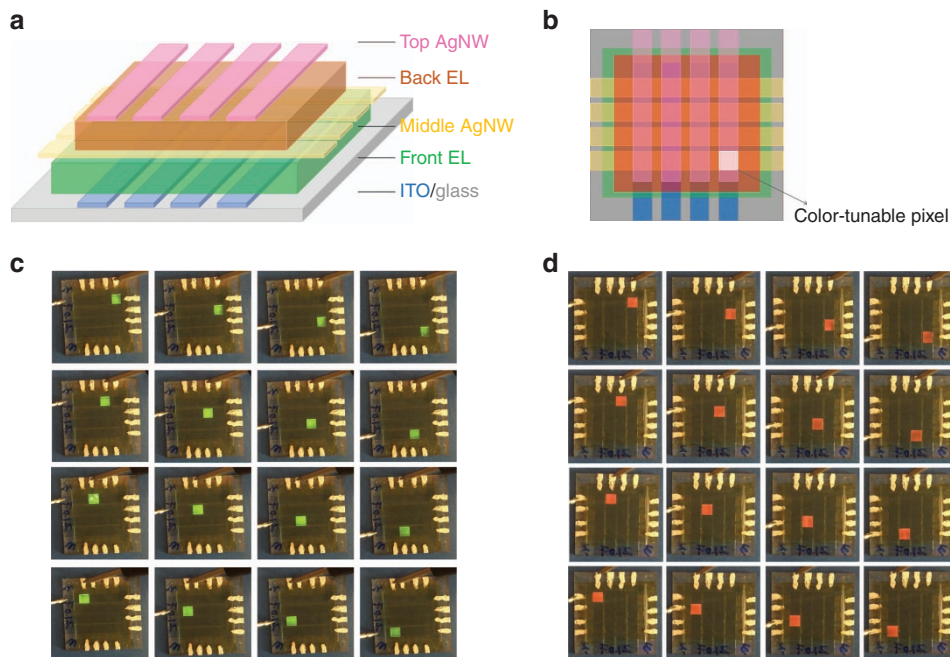 a
Top AgNW
Back EL
Middle AgNW
Front EL
ITO/glass
b
Color-tunable pixel
c
d